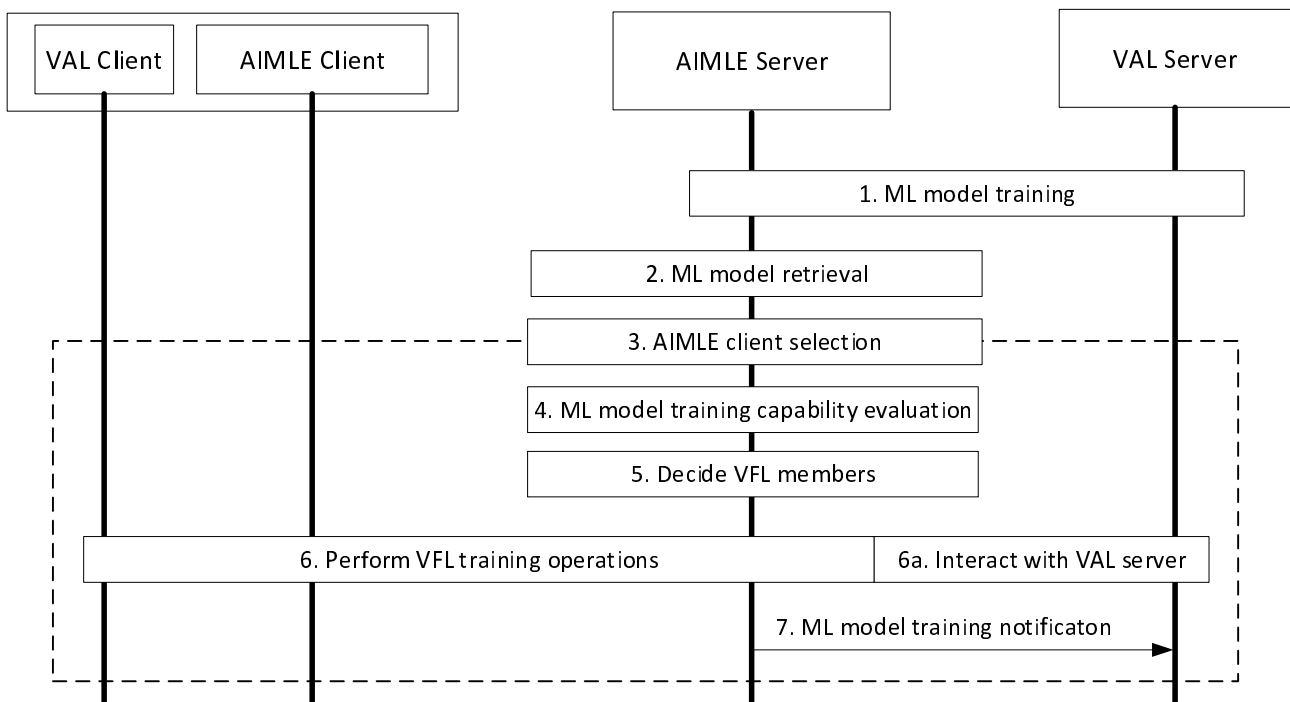 VAL Client
AIMLE Client
AIMLE Server
VAL Server
1. ML model training
2. ML model retrieval
3. AIMLE client selection
4. ML model training capability evaluation
5. Decide VFL members
6. Perform VFL training operations
6a. Interact with VAL server
7. ML model training notificaton